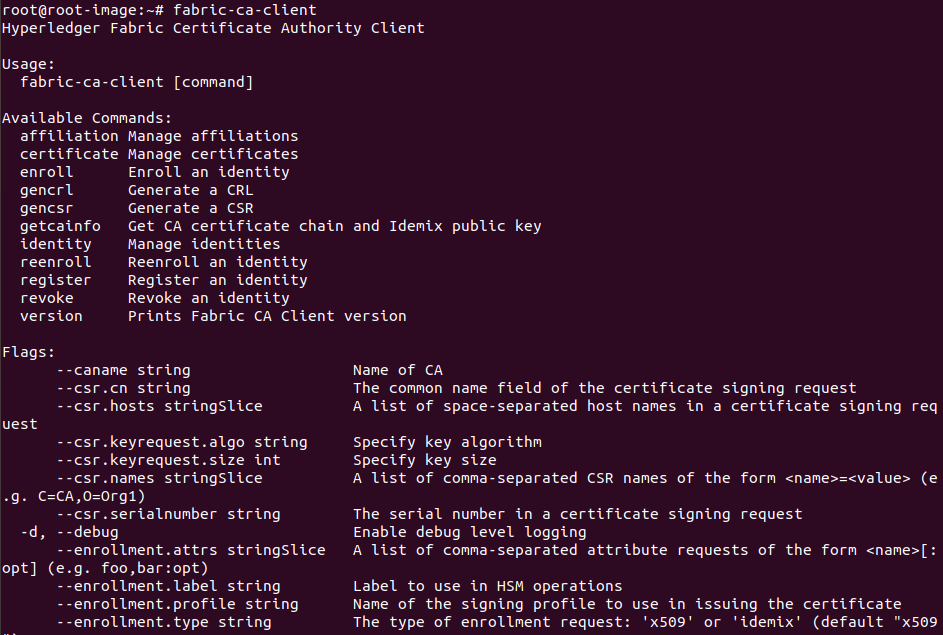 root@root-image:~# fabric-ca-client
Hyperledger Fabric Certificate Authority Client

Usage:
  fabric-ca-client [command]

Available Commands:
  affiliation Manage affiliations
  certificate Manage certificates
  enroll      Enroll an identity
  gencrl      Generate a CRL
  gencsr      Generate a CSR
  getcainfo   Get CA certificate chain and Idemix public key
  identity    Manage identities
  reenroll    Reenroll an identity
  register    Register an identity
  revoke      Revoke an identity
  version     Prints Fabric CA Client version

Flags:
      --caname string                  Name of CA
      --csr.cn string                  The common name field of the certificate signing request
      --csr.hosts stringSlice          A list of space-separated host names in a certificate signing req
uest
      --csr.keyrequest.algo string     Specify key algorithm
      --csr.keyrequest.size int        Specify key size
      --csr.names stringSlice          A list of comma-separated CSR names of the form <name>=<value> (e
.g. C=CA,O=Org1)
      --csr.serialnumber string        The serial number in a certificate signing request
  -d, --debug                          Enable debug level logging
      --enrollment.attrs stringSlice   A list of comma-separated attribute requests of the form <name>[:
opt] (e.g. foo,bar:opt)
      --enrollment.label string        Label to use in HSM operations
      --enrollment.profile string      Name of the signing profile to use in issuing the certificate
      --enrollment.type string         The type of enrollment request: 'x509' or 'idemix' (default "x509